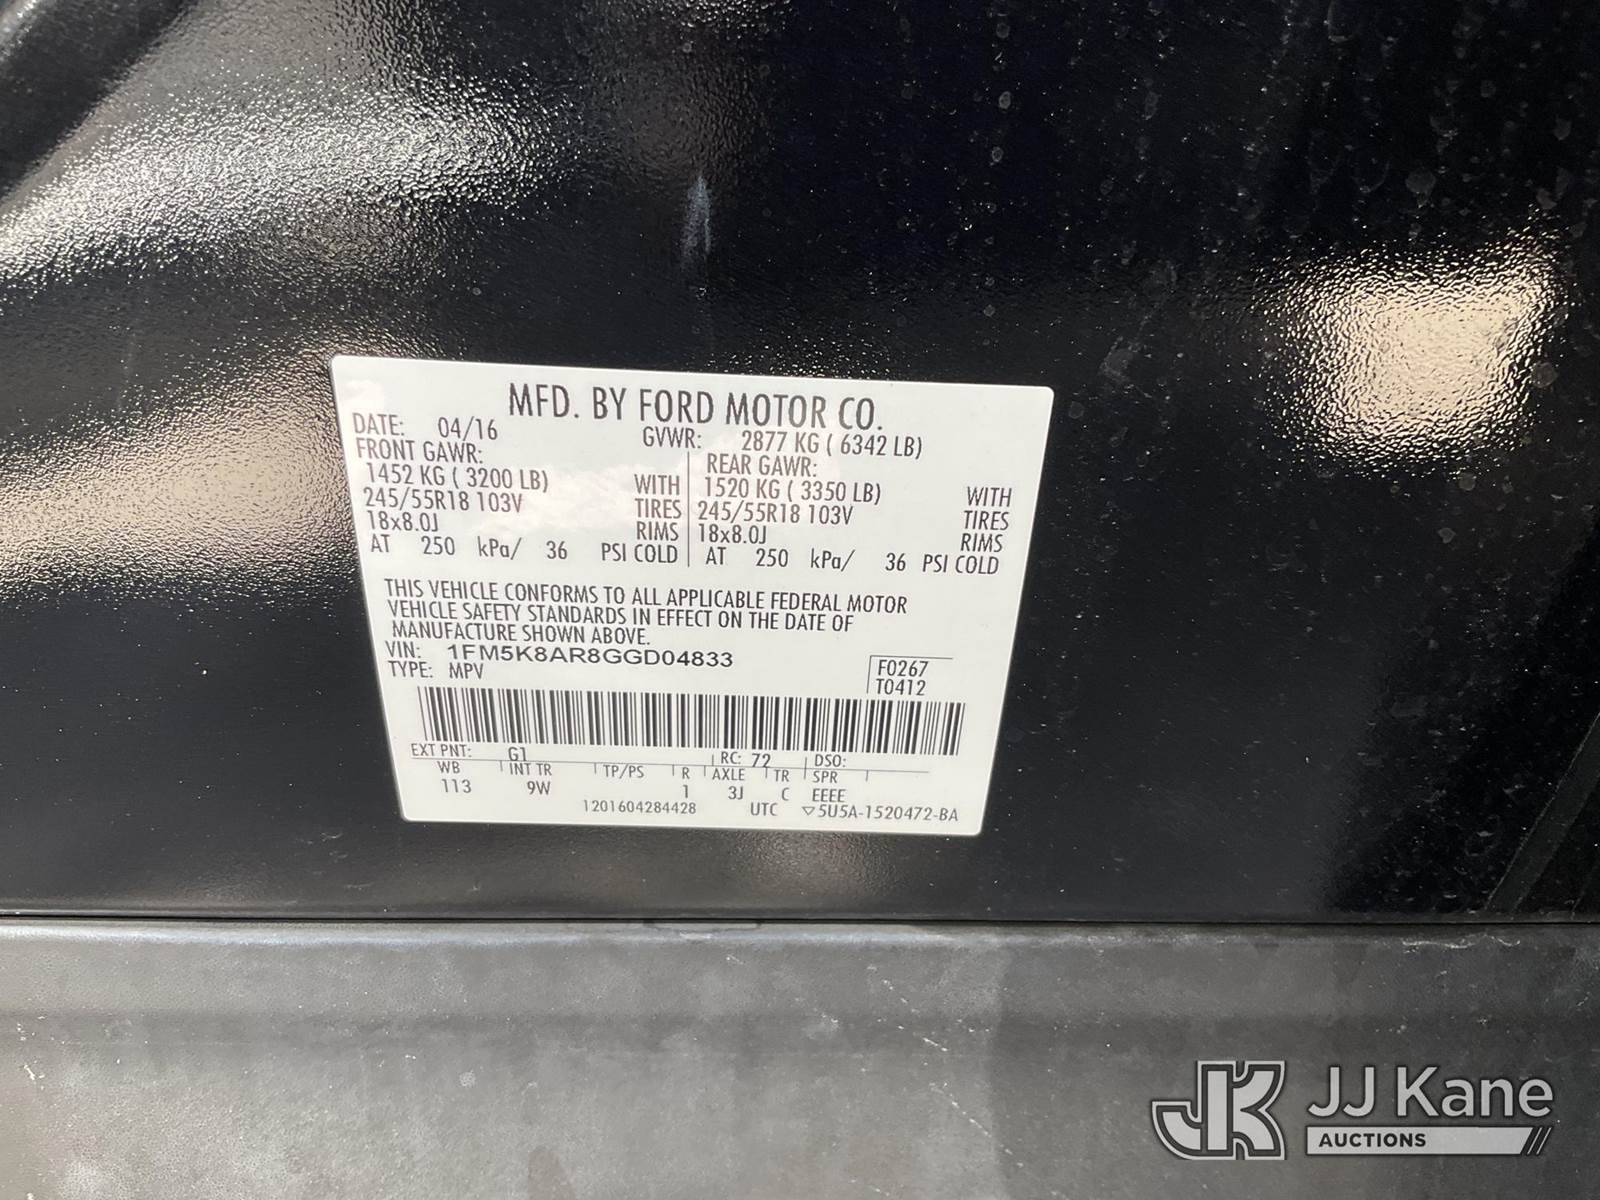 MFD. BY FORD MOTOR CO.
DATE: 04/16 GVWR: 2877 KG ( 6342 LB)
FRONT GAWR: REAR GAWR:
1452 KG ( 3200 LB) WITH 1520 KG ( 3350 LB) WITH
245/55R18 103V TIRES 245/55R18 103V TIRES
18x8.0J RIMS 18x8.0J RIMS
AT 250 kPa/ 36 PSI COLD AT 250 kPa/ 36 PSI COLD
THIS VEHICLE CONFORMS TO ALL APPLICABLE FEDERAL MOTOR
VEHICLE SAFETY STANDARDS IN EFFECT ON THE DATE OF
MANUFACTURE SHOWN ABOVE.
VIN: 1FM5K8AR8GGD04833 F0267
TYPE: MPV T0412
EXT PNT: G1 RC: 72 DSO:
WB INT TR TP/PS R AXLE TR SPR
113 9W 1 3J C EEEE
1201604284428 UTC ▽5U5A-1520472-BA
JK JJ Kane
AUCTIONS